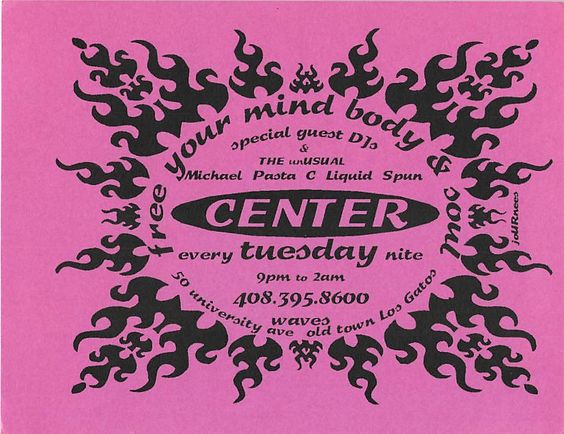 free your mind body & soul
special guest DJs
&
THE unUSUAL
Michael Pasta C Liquid Spun
CENTER
every tuesday nite
9pm to 2am
408.395.8600
waves
50 university ave old town Los Gatos
joURnees